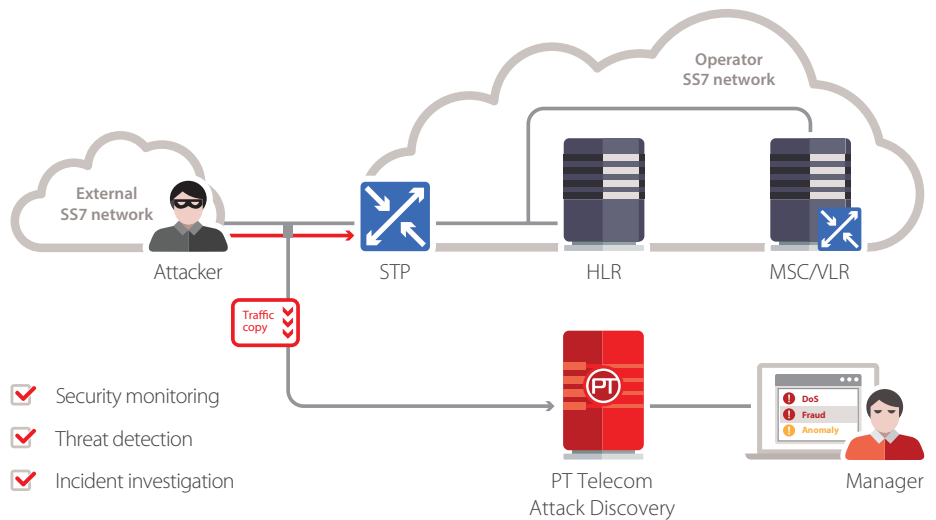 Operator
SS7 network
External
SS7 network
Attacker
STP
HLR
MSC/VLR
Traffic
copy
PT
DoS
Fraud
Anomaly
Security monitoring
Threat detection
Incident investigation
PT Telecom
Attack Discovery
Manager